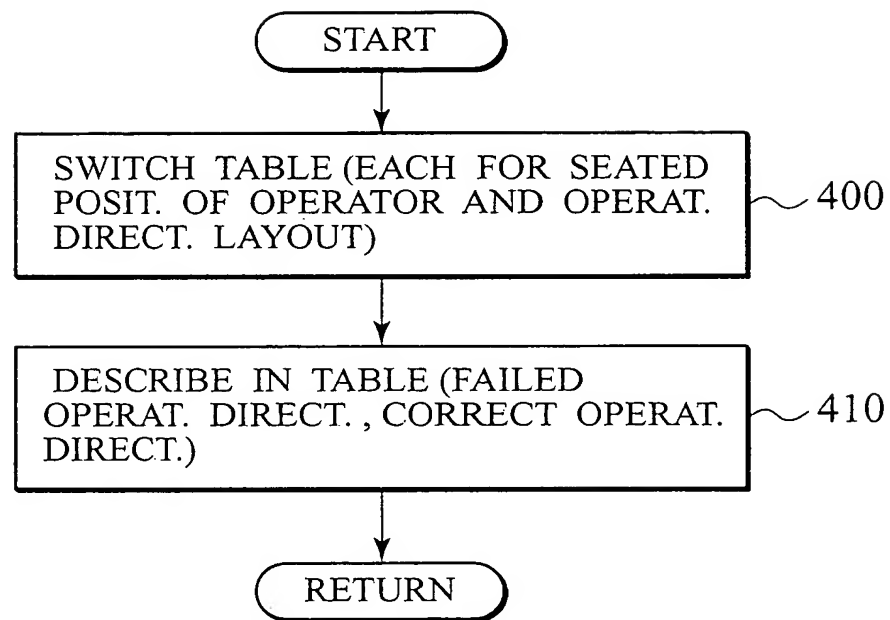 START
SWITCH TABLE (EACH FOR SEATED
POSIT. OF OPERATOR AND OPERAT.
DIRECT. LAYOUT)
400
DESCRIBE IN TABLE (FAILED
OPERAT. DIRECT. , CORRECT OPERAT.
DIRECT.)
410
RETURN